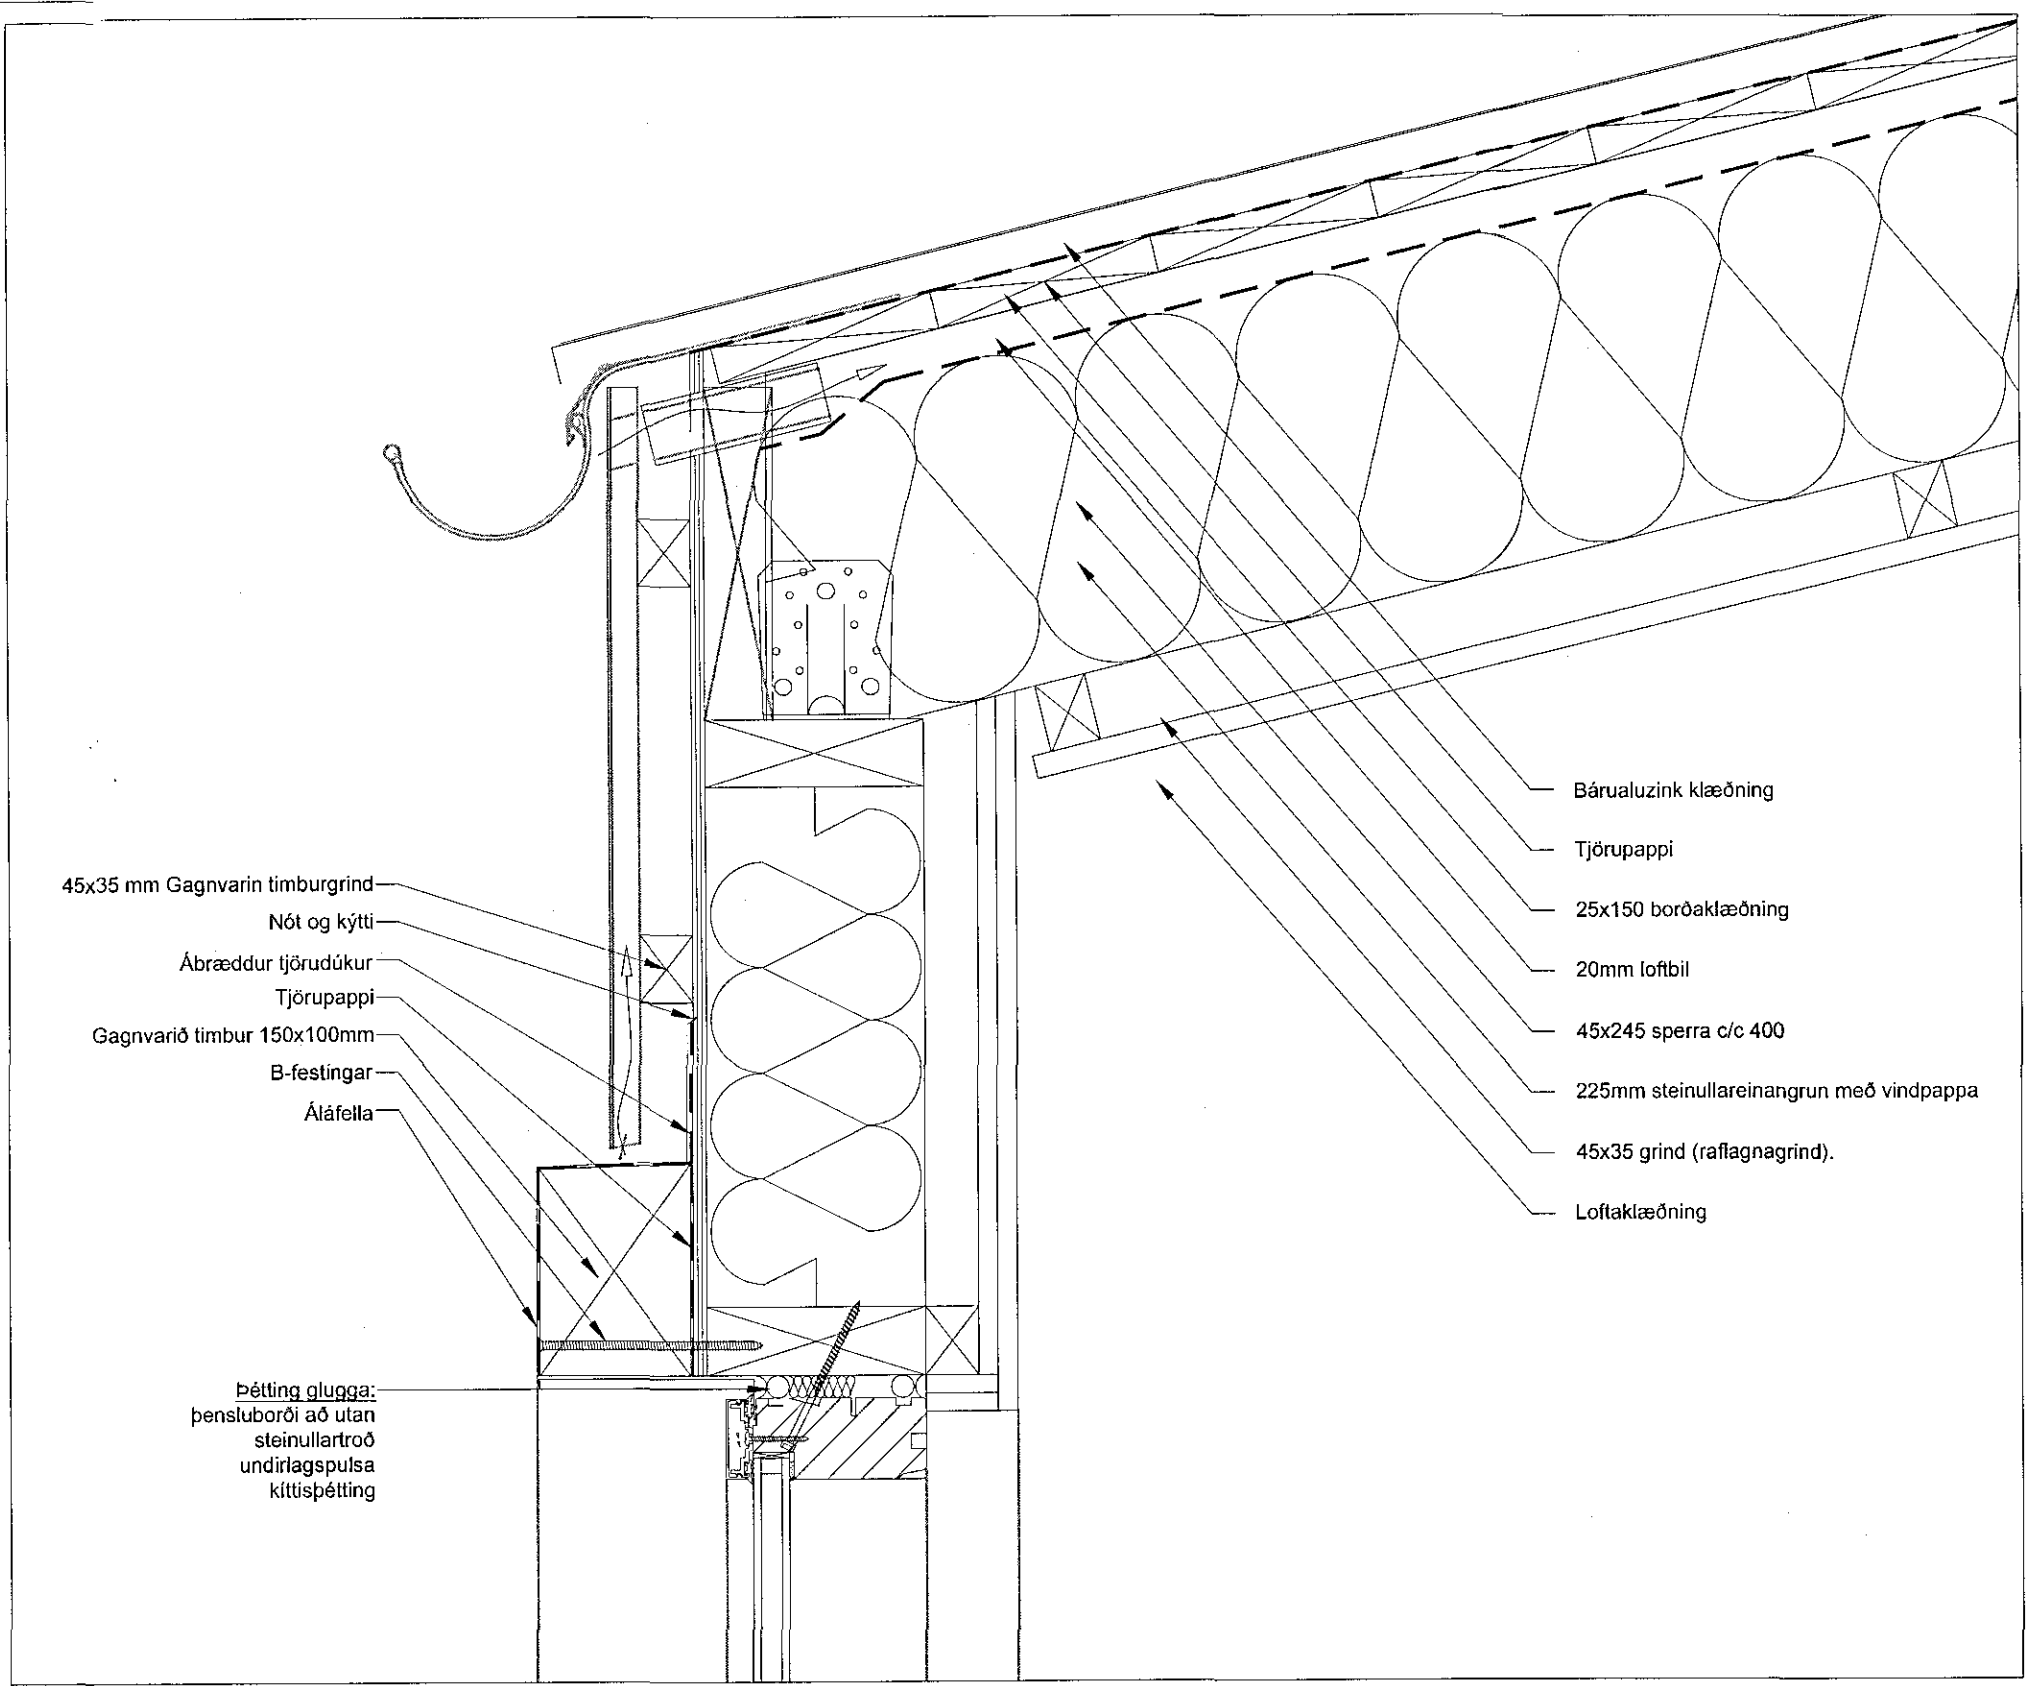 45x35 mm Gagnvarin timburgrind
Nót og kýtti
Ábræddur tjörudúkur
Tjörupappi
Gagnvarið timbur 150x100mm
B-festingar
Áláfella
Þétting glugga:
þensluborði að utan
steinullartroð
undirlagspulsa
kíttisþétting
Bárualuzink klæðning
Tjörupappi
25x150 borðaklæðning
20mm loftbil
45x245 sperra c/c 400
225mm steinullareinangrun með vindpappa
45x35 grind (raflagnagrind).
Loftaklæðning